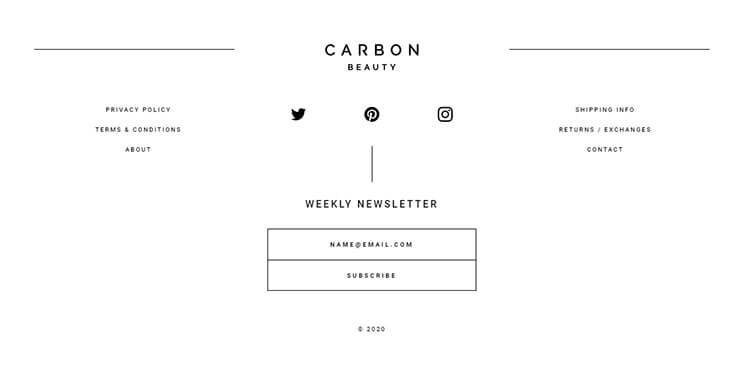 CARBON
BEAUTY
PRIVACY POLICY
TERMS & CONDITIONS
ABOUT
SHIPPING INFO
RETURNS / EXCHANGES
CONTACT
WEEKLY NEWSLETTER
NAME@EMAIL.COM
SUBSCRIBE
© 2020